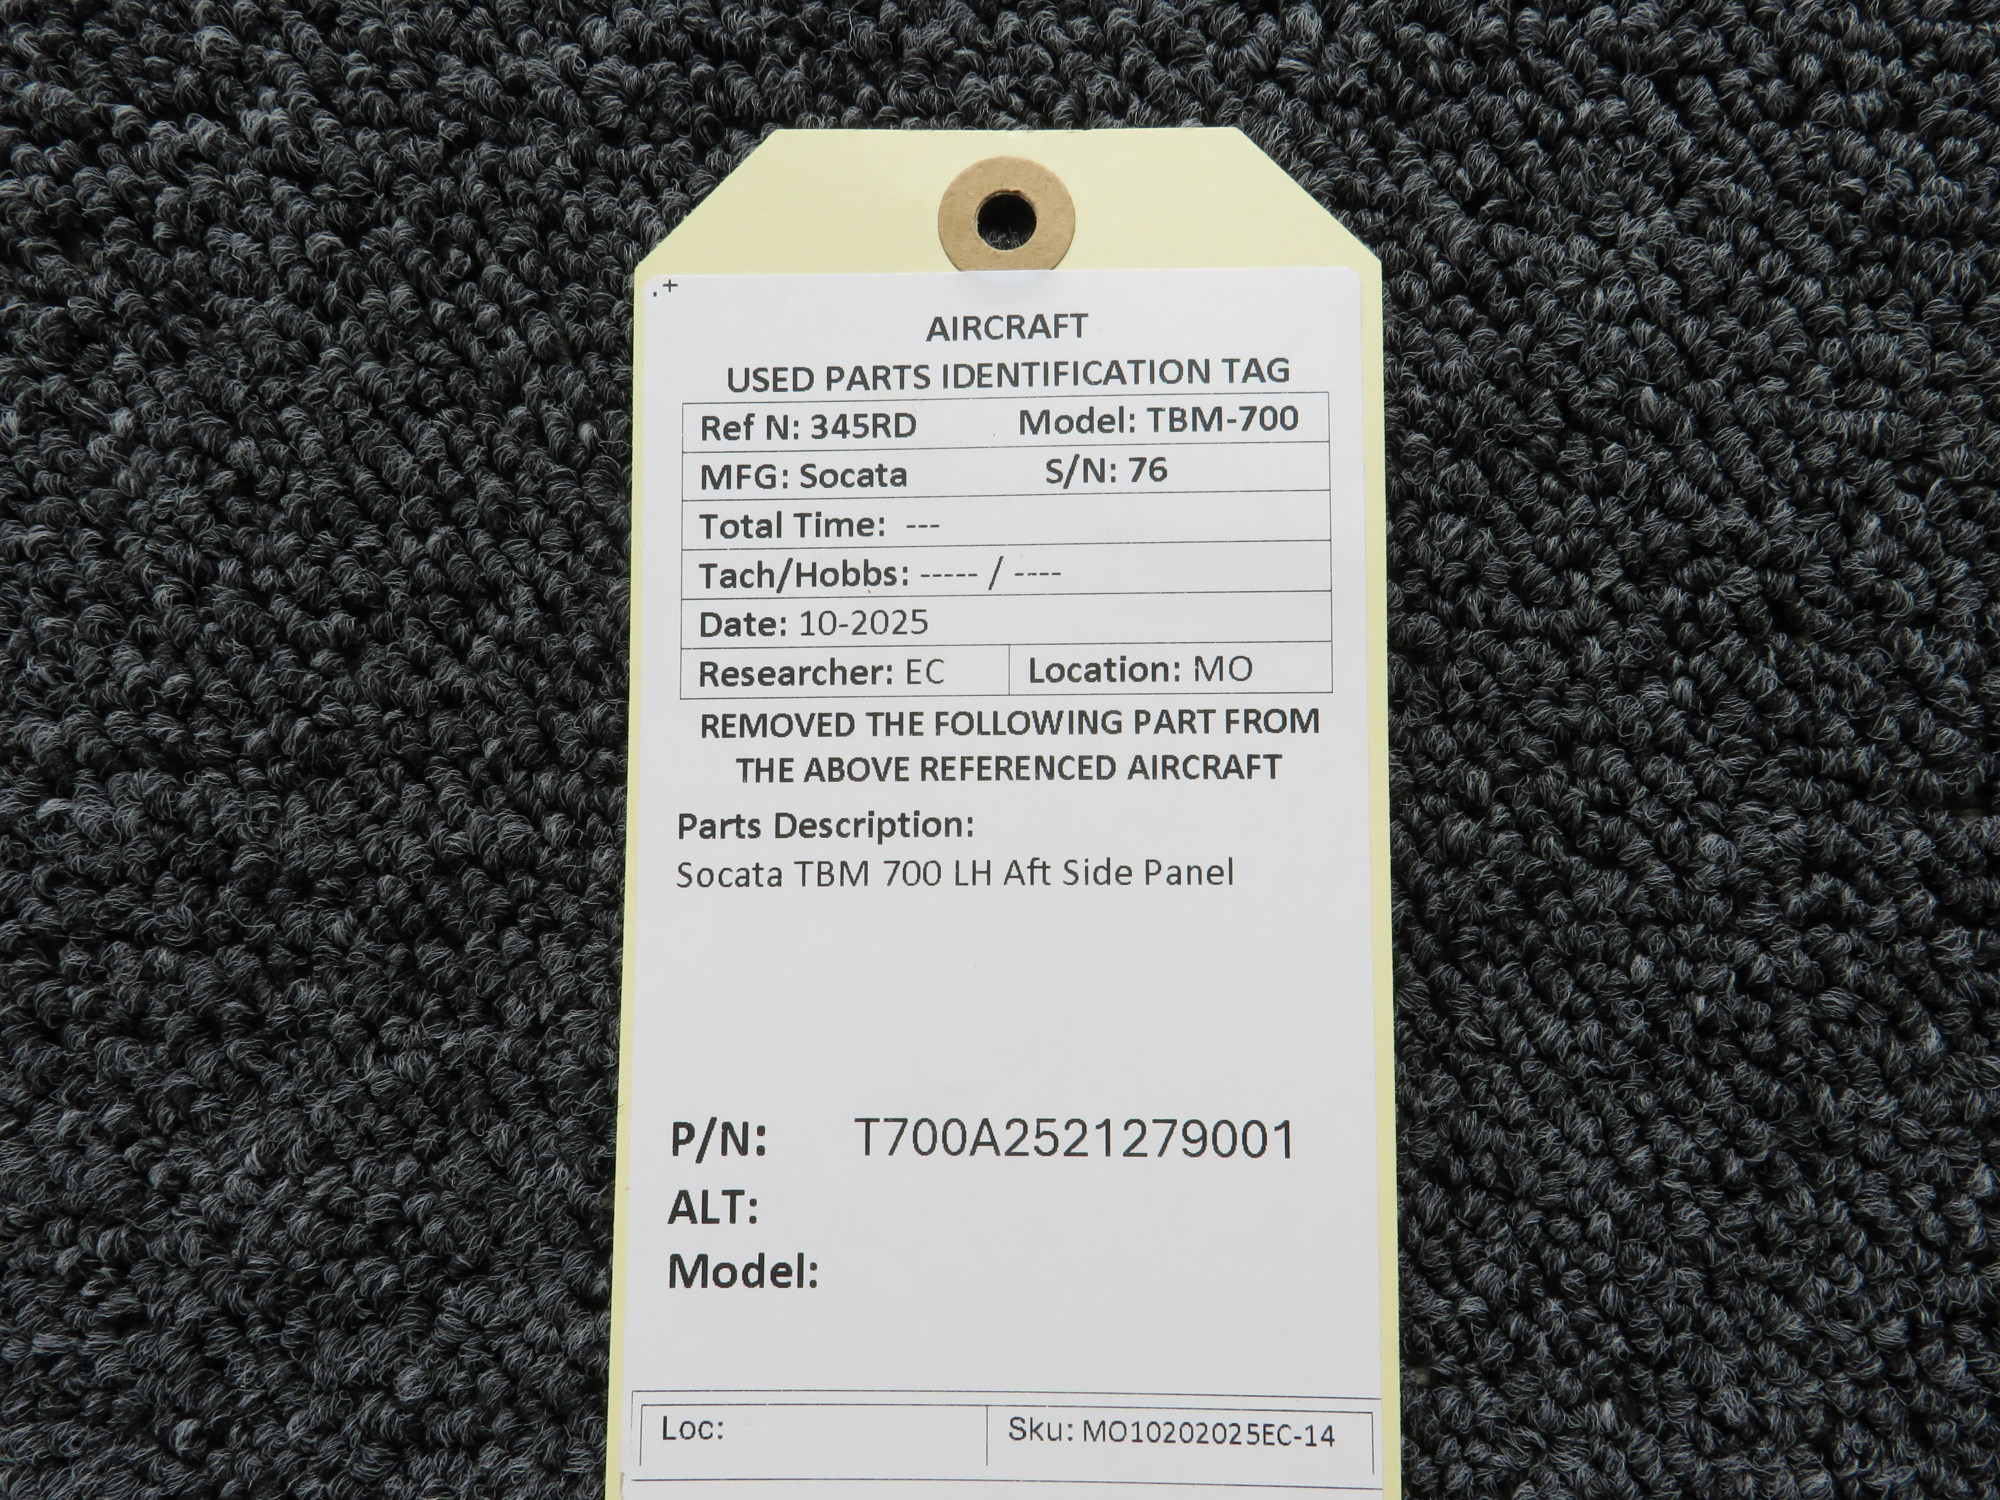 .+
AIRCRAFT
USED PARTS IDENTIFICATION TAG
Ref N: 345RD Model: TBM-700
MFG: Socata S/N: 76
Total Time: ---
Tach/Hobbs: ----- / ----
Date: 10-2025
Researcher: EC Location: MO
REMOVED THE FOLLOWING PART FROM
THE ABOVE REFERENCED AIRCRAFT
Parts Description:
Socata TBM 700 LH Aft Side Panel
P/N: T700A2521279001
ALT:
Model:
Loc: Sku: MO10202025EC-14